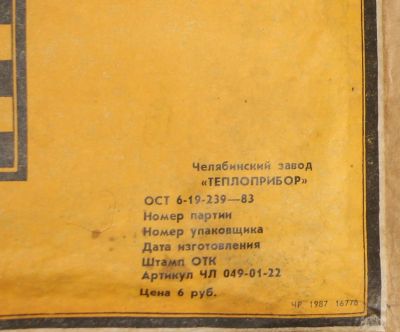 Челябинский завод
«ТЕПЛОПРИБОР»
ОСТ 6-19-239—83
Номер партии
Номер упаковщика
Дата изготовления
Штамп ОТК
Артикул ЧЛ 049-01-22
Цена 6 руб.
ЧР 1987 16778